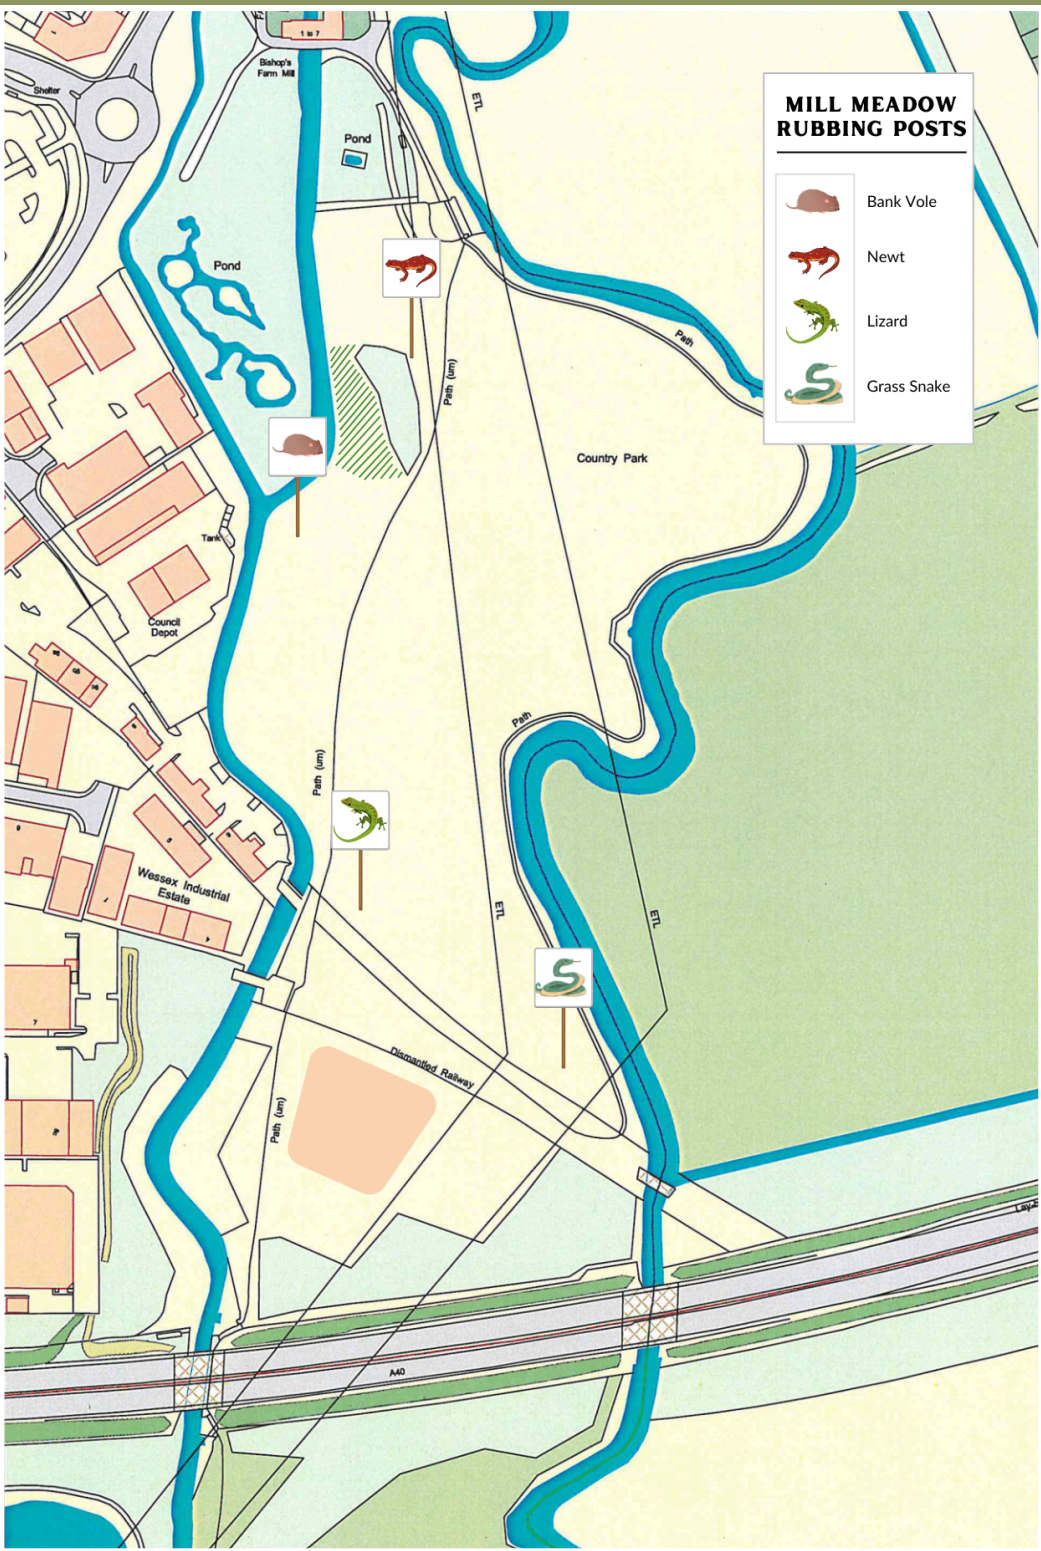 1 to 7
Bishop's
Farm Mill
Shelter
ETL
Pond
MILL MEADOW
RUBBING POSTS
Bank Vole
Newt
Lizard
Grass Snake
Pond
Path
Path (um)
Country Park
Tank
Council
Depot
Path
Path (um)
Wessex Industrial
Estate
ETL
ETL
7
Dismantled Railway
Path (um)
A40